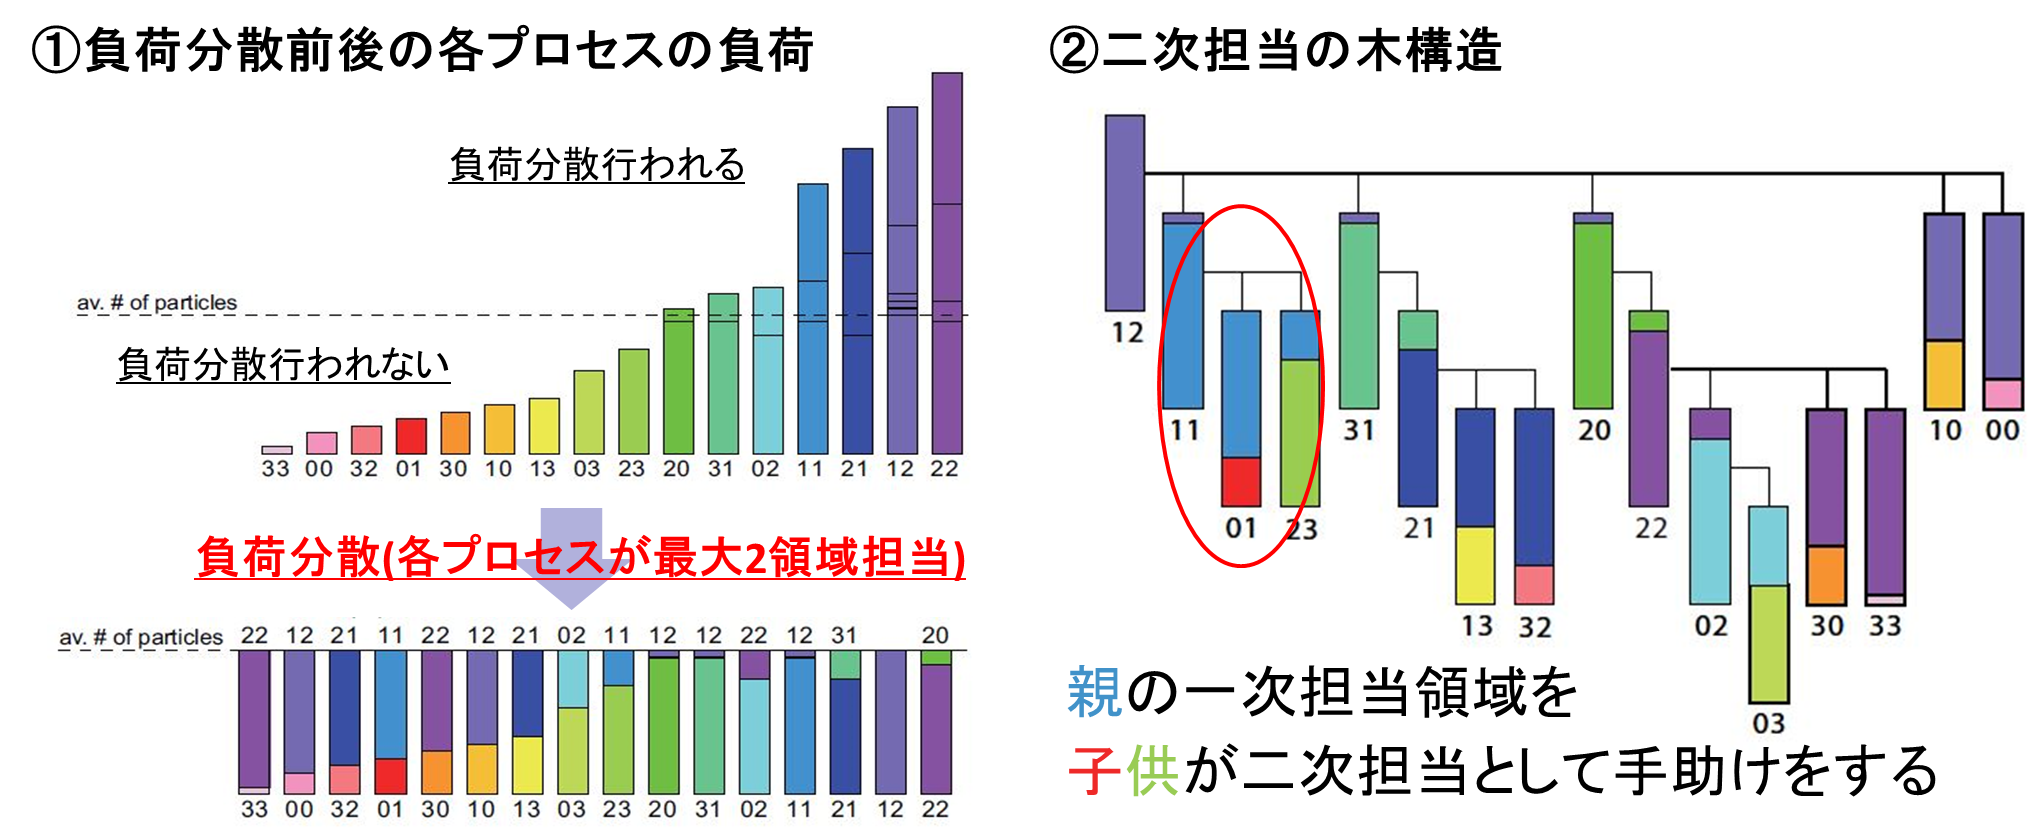 ①負荷分散前後の各プロセスの負荷
負荷分散行われる
av. # of particles
負荷分散行われない
33 00 32 01 30 10 13 03 23 20 31 02 11 21 12 22
負荷分散(各プロセスが最大2領域担当)
av. # of particles 22 12 21 11 22 12 21 02 11 12 12 22 12 31 20
33 00 32 01 30 10 13 03 23 20 31 02 11 21 12 22
②二次担当の木構造
12
11 31 20 10 00
01 23 21 22
13 32 02 30 33
03
親の一次担当領域を
子供が二次担当として手助けをする